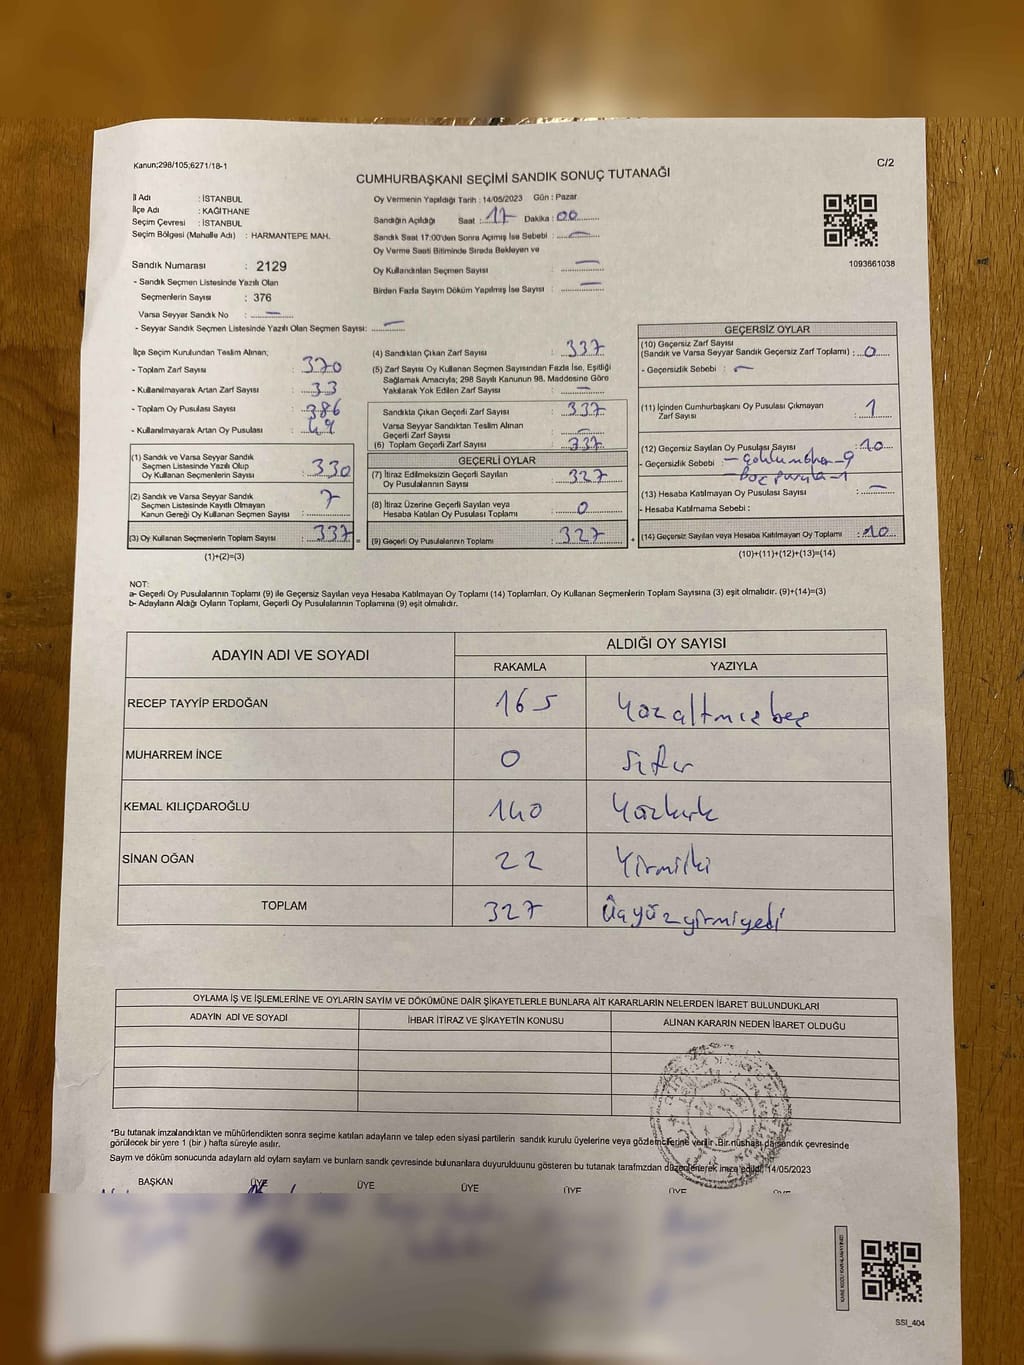 Kanun;298/105;6271/18-1
C/2
CUMHURBAŞKANI SEÇİMİ SANDIK SONUÇ TUTANAĞI
İl Adı : İSTANBUL
İlçe Adı : KAĞITHANE
Seçim Çevresi : İSTANBUL
Seçim Bölgesi (Mahalle Adı) : HARMANTEPE MAH.
Oy Vermenin Yapıldığı Tarih : 14/05/2023 Gün : Pazar
Sandığın Açıldığı Saat : 17 Dakika : 00
Sandık Saat 17:00'den Sonra Açılmış İse Sebebi : —
Oy Verme Saati Bitiminde Sırada Bekleyen ve
Oy Kullandırılan Seçmen Sayısı —
Birden Fazla Sayım Döküm Yapılmış İse Sayısı : —
1093661038
Sandık Numarası : 2129
- Sandık Seçmen Listesinde Yazılı Olan
Seçmenlerin Sayısı : 376
Varsa Seyyar Sandık No : —
- Seyyar Sandık Seçmen Listesinde Yazılı Olan Seçmen Sayısı: —
İlçe Seçim Kurulundan Teslim Alınan;
- Toplam Zarf Sayısı : 370
- Kullanılmayarak Artan Zarf Sayısı : 33
- Toplam Oy Pusulası Sayısı : 386
- Kullanılmayarak Artan Oy Pusulası : 49
(1) Sandık ve Varsa Seyyar Sandık
Seçmen Listesinde Yazılı Olup
Oy Kullanan Seçmenlerin Sayısı : 330
(2) Sandık ve Varsa Seyyar Sandık
Seçmen Listesinde Kayıtlı Olmayan
Kanun Gereği Oy Kullanan Seçmen Sayısı : 7
(3) Oy Kullanan Seçmenlerin Toplam Sayısı : 337
(1)+(2)=(3)
(4) Sandıktan Çıkan Zarf Sayısı : 337
(5) Zarf Sayısı Oy Kullanan Seçmen Sayısından Fazla İse, Eşitliği
Sağlamak Amacıyla; 298 Sayılı Kanunun 98. Maddesine Göre
Yakılarak Yok Edilen Zarf Sayısı : —
Sandıkta Çıkan Geçerli Zarf Sayısı : 337
Varsa Seyyar Sandıktan Teslim Alınan
Geçerli Zarf Sayısı : —
(6) Toplam Geçerli Zarf Sayısı : 337
GEÇERLİ OYLAR
(7) İtiraz Edilmeksizin Geçerli Sayılan
Oy Pusulalarının Sayısı : 327
(8) İtiraz Üzerine Geçerli Sayılan veya
Hesaba Katılan Oy Pusulası Toplamı : 0
(9) Geçerli Oy Pusulalarının Toplamı : 327
GEÇERSİZ OYLAR
(10) Geçersiz Zarf Sayısı
(Sandık ve Varsa Seyyar Sandık Geçersiz Zarf Toplamı) : 0
- Geçersizlik Sebebi : —
(11) İçinden Cumhurbaşkanı Oy Pusulası Çıkmayan
Zarf Sayısı : 1
(12) Geçersiz Sayılan Oy Pusulası Sayısı : 10
- Geçersizlik Sebebi :
(13) Hesaba Katılmayan Oy Pusulası Sayısı : —
- Hesaba Katılmama Sebebi :
(14) Geçersiz Sayılan veya Hesaba Katılmayan Oy Toplamı : 10
(10)+(11)+(12)+(13)=(14)
NOT:
a- Geçerli Oy Pusulalarının Toplamı (9) ile Geçersiz Sayılan veya Hesaba Katılmayan Oy Toplamı (14) Toplamları, Oy Kullanan Seçmenlerin Toplam Sayısına (3) eşit olmalıdır. (9)+(14)=(3)
b- Adayların Aldığı Oyların Toplamı, Geçerli Oy Pusulalarının Toplamına (9) eşit olmalıdır.
ADAYIN ADI VE SOYADI
ALDIĞI OY SAYISI
RAKAMLA YAZIYLA
RECEP TAYYİP ERDOĞAN 165 Yüzaltmışbeş
MUHARREM İNCE 0 Sıfır
KEMAL KILIÇDAROĞLU 140 Yüzkırk
SİNAN OĞAN 22 Yirmiiki
TOPLAM 327 Üçyüzyirmiyedi
OYLAMA İŞ VE İŞLEMLERİNE VE OYLARIN SAYIM VE DÖKÜMÜNE DAİR ŞİKAYETLERLE BUNLARA AİT KARARLARIN NELERDEN İBARET BULUNDUKLARI
ADAYIN ADI VE SOYADI İHBAR İTİRAZ VE ŞİKAYETİN KONUSU ALINAN KARARIN NEDEN İBARET OLDUĞU
*Bu tutanak imzalandıktan ve mühürlendikten sonra seçime katılan adayların ve talep eden siyasi partilerin sandık kurulu üyelerine veya gözlemcilerine verilir. Bir nüshası da sandık çevresinde
görülecek bir yere 1 (bir ) hafta süreyle asılır.
Sayım ve döküm sonucunda adayların ald oyların saylam ve bunlarn sandk çevresinde bulunanlara duyurulduunu gösteren bu tutanak tarafmzdan düzenlenerek imza edildi. 14/05/2023
BAŞKAN ÜYE ÜYE ÜYE ÜYE ÜYE ÜYE
SSI_404